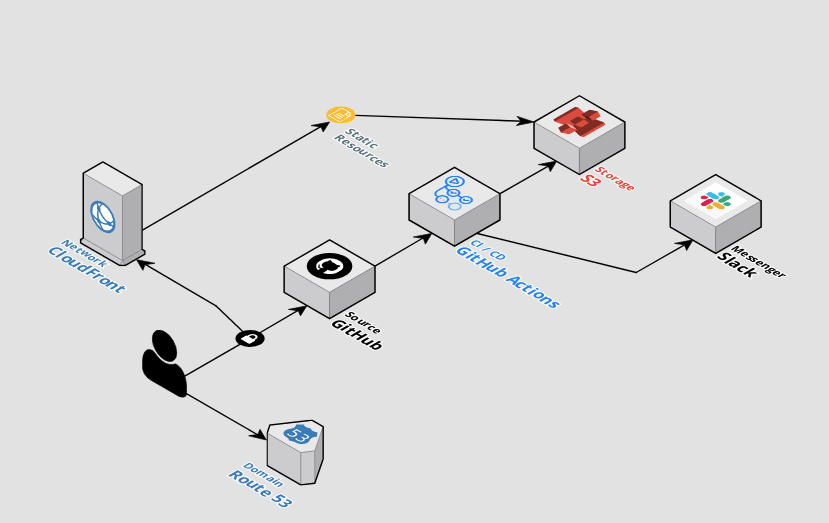 Static
Resources
Storage
S3
Network
CloudFront
CI / CD
GitHub Actions
Messenger
Slack
Source
GitHub
53
Domain
Route 53